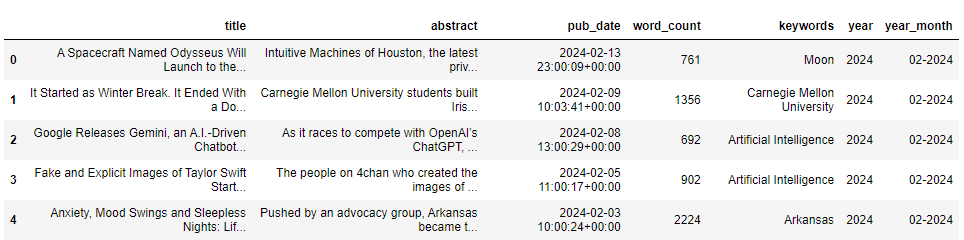 title abstract pub_date word_count keywords year year_month
0 A Spacecraft Named Odysseus Will Intuitive Machines of Houston, the latest 2024-02-13 761 Moon 2024 02-2024
Launch to the... priv... 23:00:09+00:00
1 It Started as Winter Break. It Ended With Carnegie Mellon University students built 2024-02-09 1356 Carnegie Mellon 2024 02-2024
a Do... Iris... 10:03:41+00:00 University
2 Google Releases Gemini, an A.I.-Driven As it races to compete with OpenAI’s 2024-02-08 692 Artificial Intelligence 2024 02-2024
Chatbot... ChatGPT, ... 13:00:29+00:00
3 Fake and Explicit Images of Taylor Swift The people on 4chan who created the 2024-02-05 902 Artificial Intelligence 2024 02-2024
Start... images of ... 11:00:17+00:00
4 Anxiety, Mood Swings and Sleepless Pushed by an advocacy group, Arkansas 2024-02-03 2224 Arkansas 2024 02-2024
Nights: Lif... became t... 10:00:24+00:00